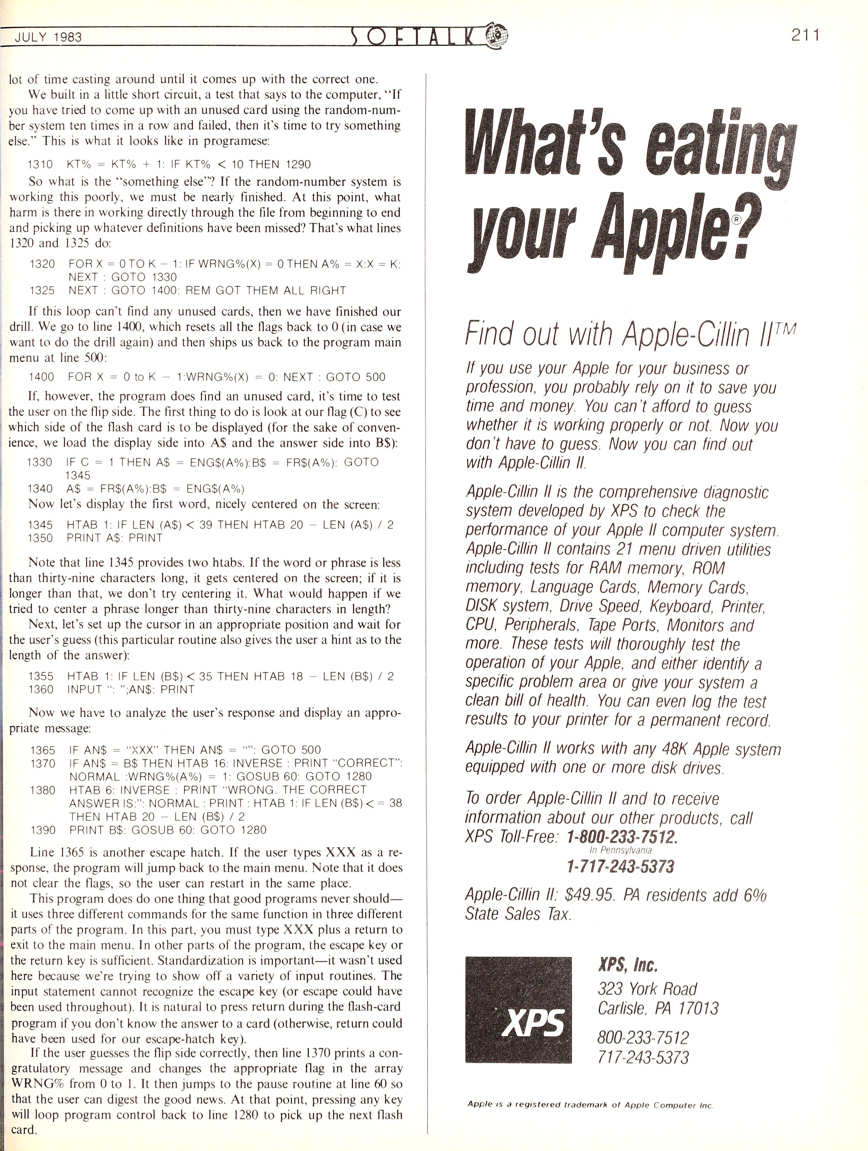 JULY 1983
SOFTALK
211
lot of time casting around until it comes up with the correct one.
We built in a little short circuit, a test that says to the computer, “If
you have tried to come up with an unused card using the random-num-
ber system ten times in a row and failed, then it's time to try something
else.” This is what it looks like in programese:
1310 KT% = KT% + 1: IF KT% < 10 THEN 1290
So what is the “something else”? If the random-number system is
working this poorly, we must be nearly finished. At this point, what
harm is there in working directly through the file from beginning to end
and picking up whatever definitions have been missed? That's what lines
1320 and 1325 do:
1320 FOR X = 0 TO K − 1: IF WRNG%(X) = 0 THEN A% = X:X = K:
NEXT : GOTO 1330
1325 NEXT : GOTO 1400: REM GOT THEM ALL RIGHT
If this loop can't find any unused cards, then we have finished our
drill. We go to line 1400, which resets all the flags back to 0 (in case we
want to do the drill again) and then ships us back to the program main
menu at line 500:
1400 FOR X = 0 to K − 1:WRNG%(X) = 0: NEXT : GOTO 500
If, however, the program does find an unused card, it's time to test
the user on the flip side. The first thing to do is look at our flag (C) to see
which side of the flash card is to be displayed (for the sake of conven-
ience, we load the display side into A$ and the answer side into B$):
1330 IF C = 1 THEN A$ = ENG$(A%):B$ = FR$(A%): GOTO
1345
1340 A$ = FR$(A%):B$ = ENG$(A%)
Now let's display the first word, nicely centered on the screen:
1345 HTAB 1: IF LEN (A$) < 39 THEN HTAB 20 − LEN (A$) / 2
1350 PRINT A$: PRINT
Note that line 1345 provides two htabs. If the word or phrase is less
than thirty-nine characters long, it gets centered on the screen; if it is
longer than that, we don't try centering it. What would happen if we
tried to center a phrase longer than thirty-nine characters in length?
Next, let's set up the cursor in an appropriate position and wait for
the user's guess (this particular routine also gives the user a hint as to the
length of the answer):
1355 HTAB 1: IF LEN (B$) < 35 THEN HTAB 18 − LEN (B$) / 2
1360 INPUT “: ”;AN$: PRINT
Now we have to analyze the user's response and display an appro-
priate message:
1365 IF AN$ = “XXX” THEN AN$ = “”: GOTO 500
1370 IF AN$ = B$ THEN HTAB 16: INVERSE : PRINT “CORRECT”:
NORMAL :WRNG%(A%) = 1: GOSUB 60: GOTO 1280
1380 HTAB 6: INVERSE : PRINT “WRONG. THE CORRECT
ANSWER IS:”: NORMAL : PRINT : HTAB 1: IF LEN (B$) < = 38
THEN HTAB 20 − LEN (B$) / 2
1390 PRINT B$: GOSUB 60: GOTO 1280
Line 1365 is another escape hatch. If the user types XXX as a re-
sponse, the program will jump back to the main menu. Note that it does
not clear the flags, so the user can restart in the same place.
This program does do one thing that good programs never should—
it uses three different commands for the same function in three different
parts of the program. In this part, you must type XXX plus a return to
exit to the main menu. In other parts of the program, the escape key or
the return key is sufficient. Standardization is important—it wasn't used
here because we're trying to show off a variety of input routines. The
input statement cannot recognize the escape key (or escape could have
been used throughout). It is natural to press return during the flash-card
program if you don't know the answer to a card (otherwise, return could
have been used for our escape-hatch key).
If the user guesses the flip side correctly, then line 1370 prints a con-
gratulatory message and changes the appropriate flag in the array
WRNG% from 0 to 1. It then jumps to the pause routine at line 60 so
that the user can digest the good news. At that point, pressing any key
will loop program control back to line 1280 to pick up the next flash
card.
What's eating
your Apple®?
Find out with Apple-Cillin II™
If you use your Apple for your business or
profession, you probably rely on it to save you
time and money. You can't afford to guess
whether it is working properly or not. Now you
don't have to guess. Now you can find out
with Apple-Cillin II.
Apple-Cillin II is the comprehensive diagnostic
system developed by XPS to check the
performance of your Apple II computer system.
Apple-Cillin II contains 21 menu driven utilities
including tests for RAM memory, ROM
memory, Language Cards, Memory Cards,
DISK system, Drive Speed, Keyboard, Printer,
CPU, Peripherals, Tape Ports, Monitors and
more. These tests will thoroughly test the
operation of your Apple, and either identify a
specific problem area or give your system a
clean bill of health. You can even log the test
results to your printer for a permanent record.
Apple-Cillin II works with any 48K Apple system
equipped with one or more disk drives.
To order Apple-Cillin II and to receive
information about our other products, call
XPS Toll-Free: 1-800-233-7512.
In Pennsylvania
1-717-243-5373
Apple-Cillin II: $49.95. PA residents add 6%
State Sales Tax.
XPS
XPS, Inc.
323 York Road
Carlisle, PA 17013
800-233-7512
717-243-5373
Apple is a registered trademark of Apple Computer Inc.